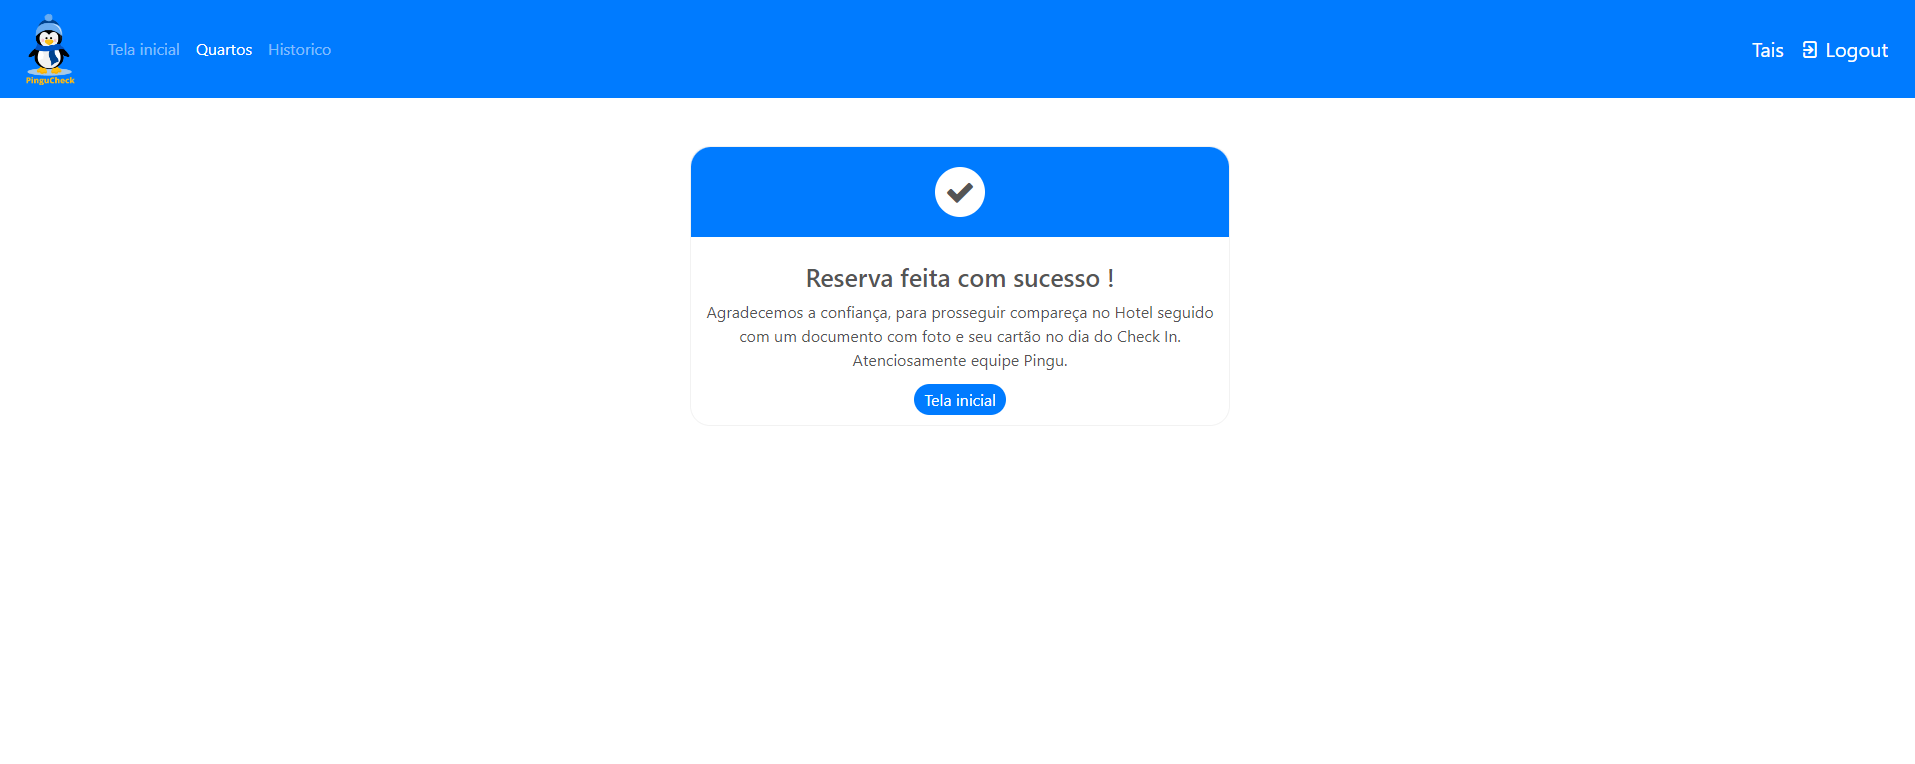 PinguCheck
Tela inicial Quartos Historico
Tais Logout
Reserva feita com sucesso !
Agradecemos a confiança, para prosseguir compareça no Hotel seguido
com um documento com foto e seu cartão no dia do Check In.
Atenciosamente equipe Pingu.
Tela inicial